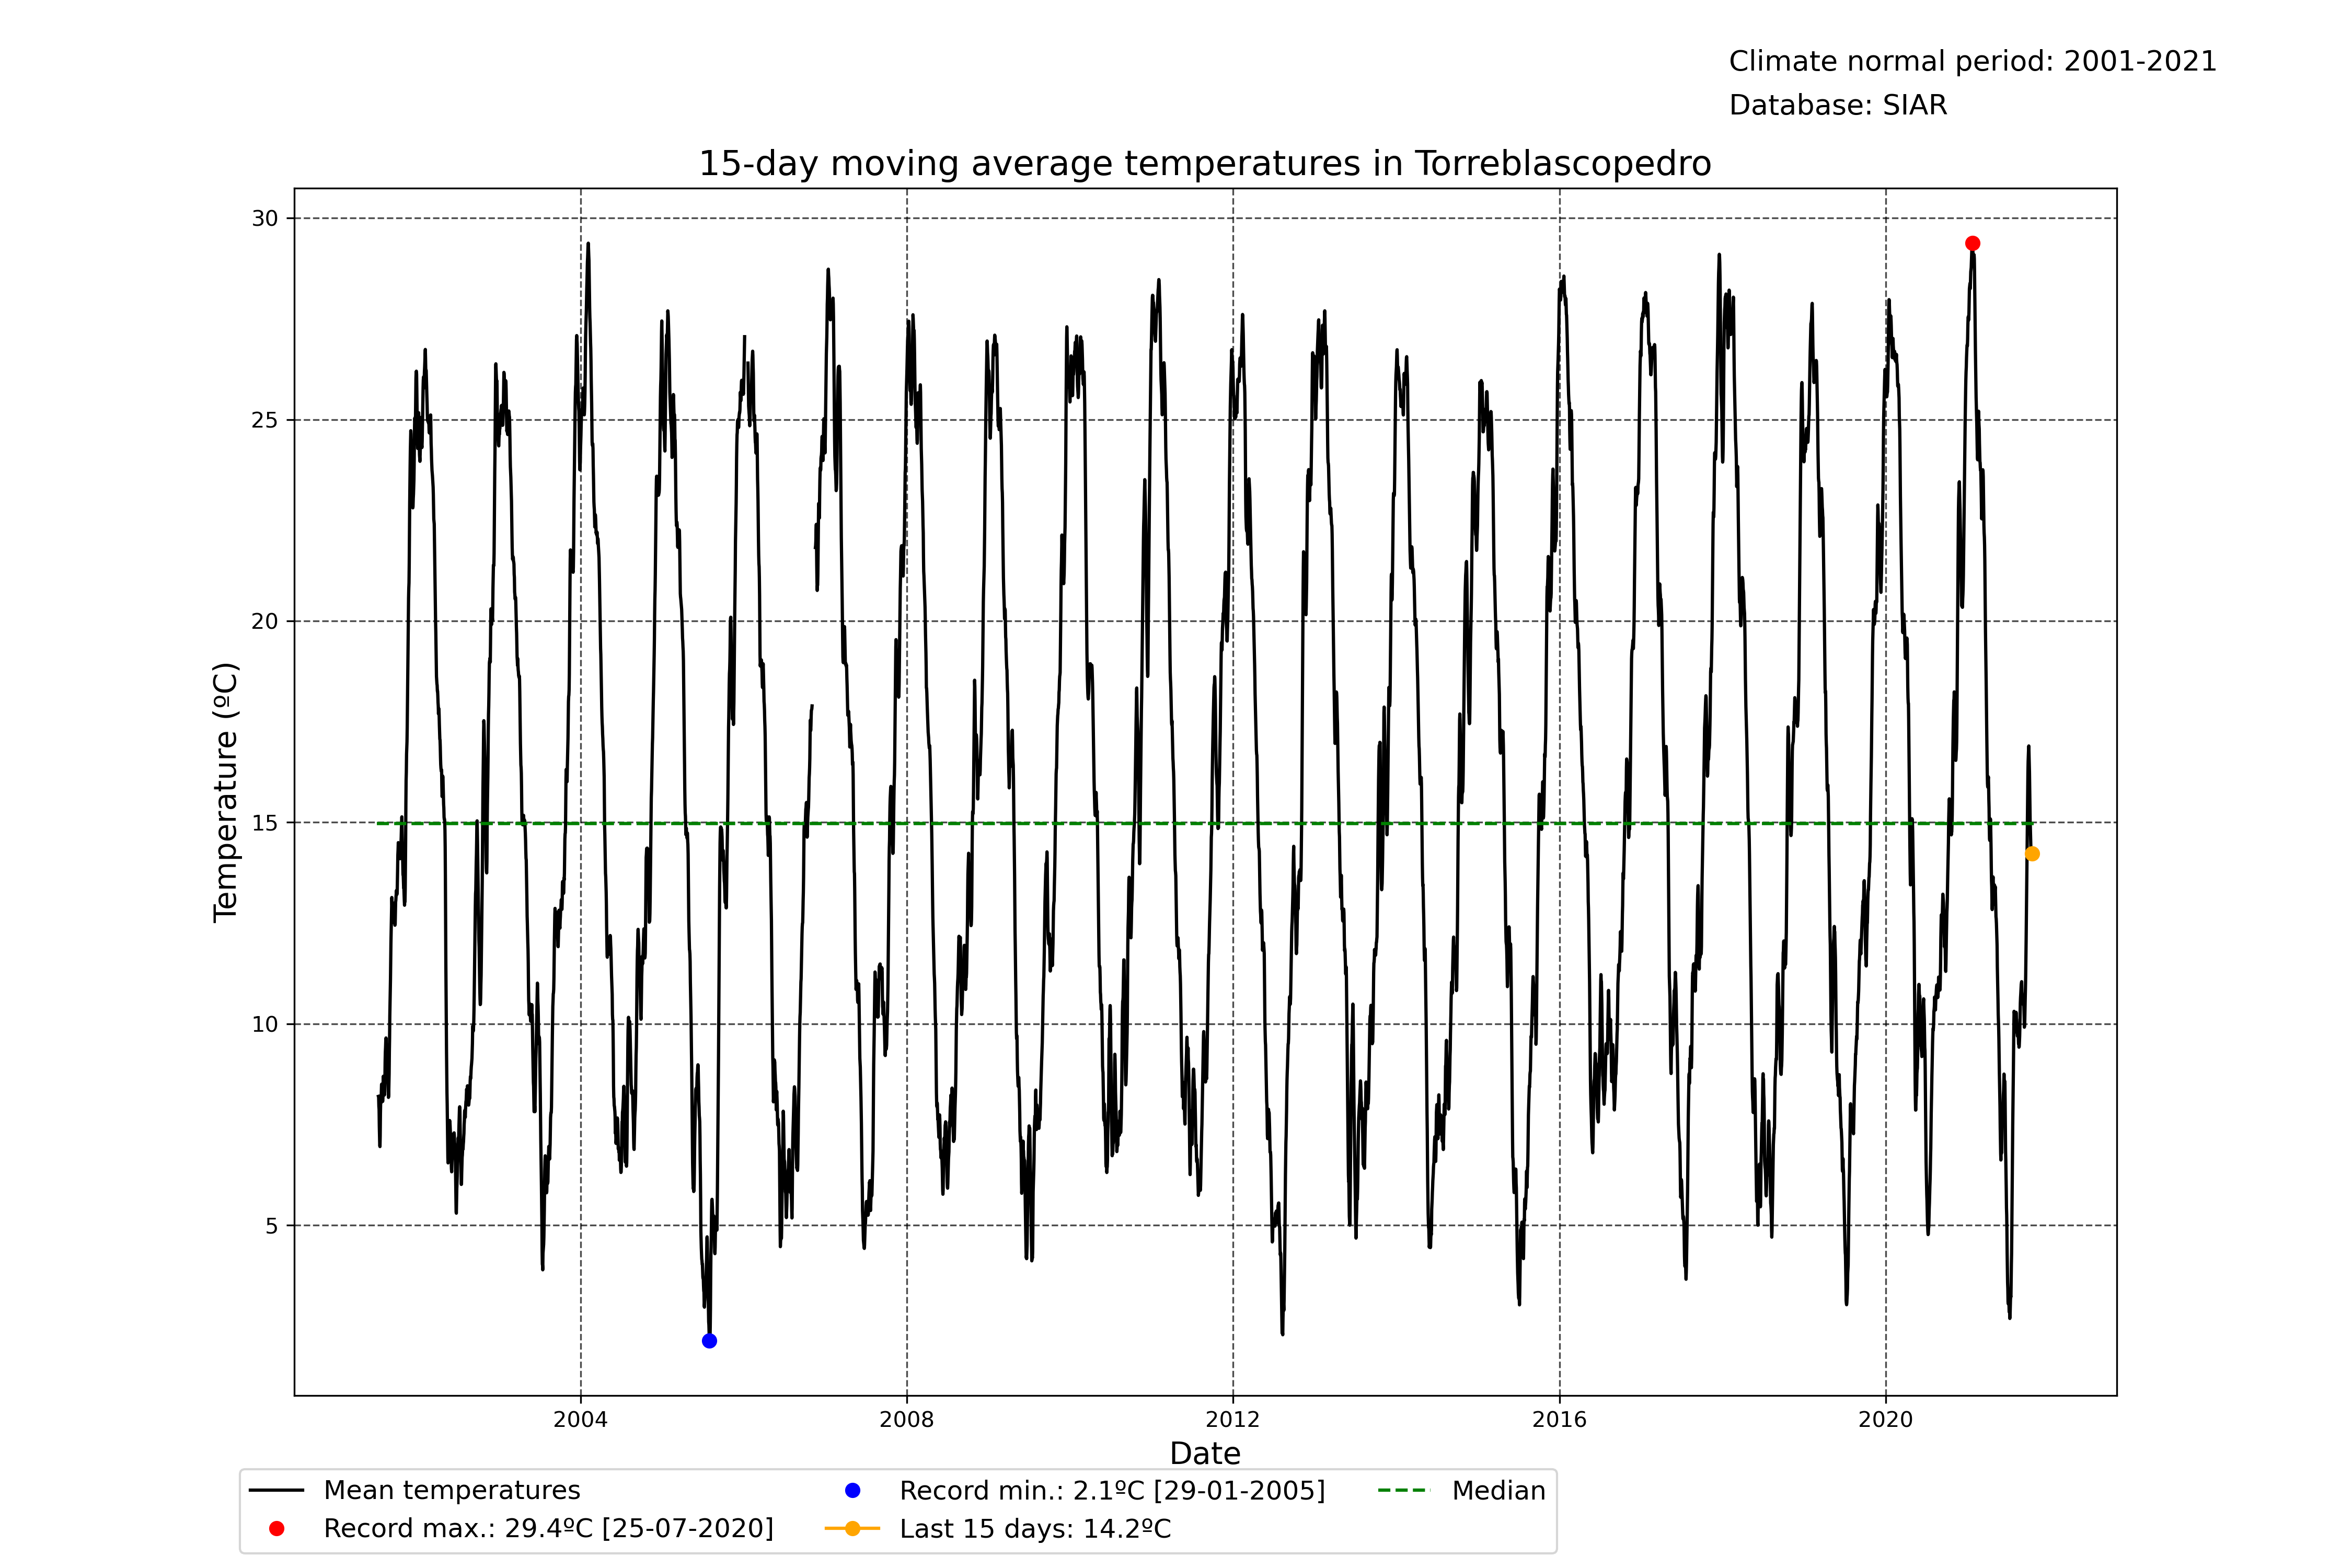 Climate normal period: 2001-2021
Database: SIAR
15-day moving average temperatures in Torreblascopedro
30
25
20
15
10
5
Temperature (ºC)
2004
2008
2012
2016
2020
Date
Mean temperatures
Record max.: 29.4ºC [25-07-2020]
Record min.: 2.1ºC [29-01-2005]
Last 15 days: 14.2ºC
Median